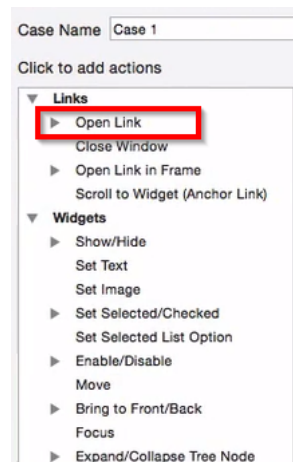 Case Name Case 1
Click to add actions
Links
Open Link
Close Window
Open Link in Frame
Scroll to Widget (Anchor Link)
Widgets
Show/Hide
Set Text
Set Image
Set Selected/Checked
Set Selected List Option
Enable/Disable
Move
Bring to Front/Back
Focus
Expand/Collapse Tree Node